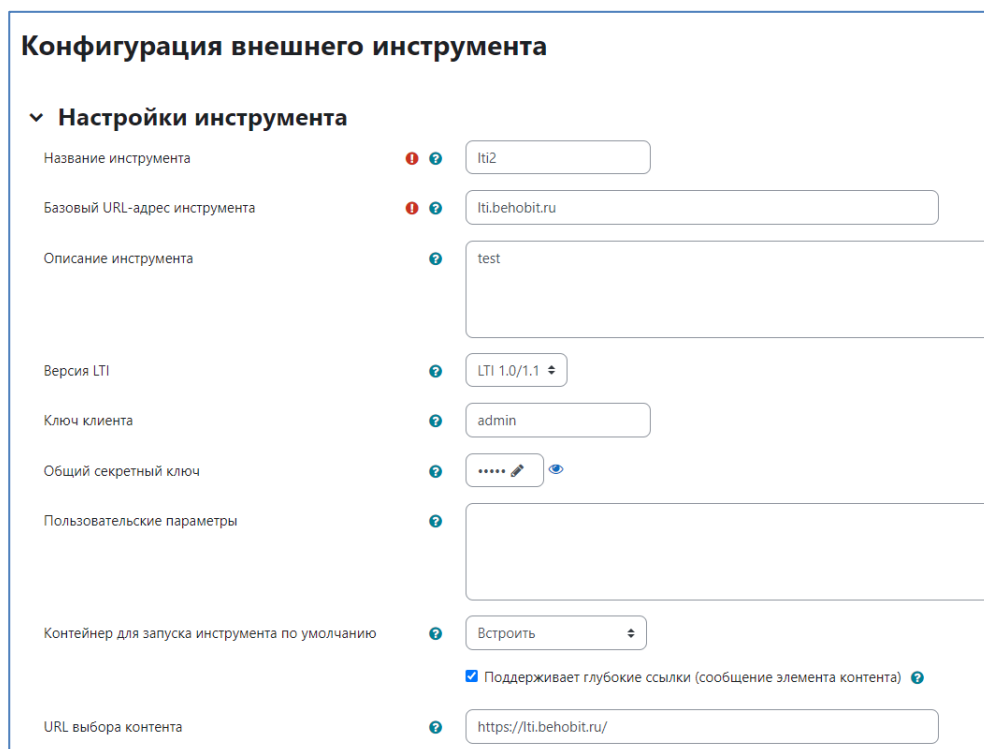 Конфигурация внешнего инструмента
Настройки инструмента
Название инструмента
lti2
Базовый URL-адрес инструмента
lti.behobit.ru
Описание инструмента
test
Версия LTI
LTI 1.0/1.1
Ключ клиента
admin
Общий секретный ключ
•••••
Пользовательские параметры
Контейнер для запуска инструмента по умолчанию
Встроить
Поддерживает глубокие ссылки (сообщение элемента контента)
URL выбора контента
https://lti.behobit.ru/